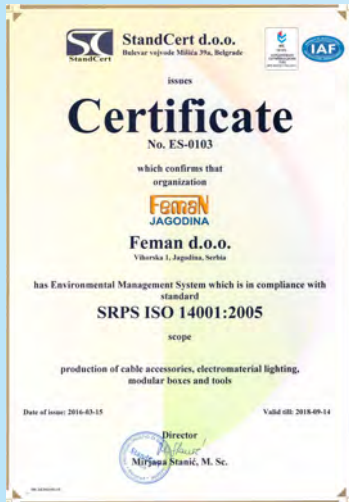 StandCert d.o.o.
Bulevar vojvode Mišića 39a, Belgrade
SC
StandCert
IAF
issues
Certificate
No. ES-0103
which confirms that
organization
FemaN
JAGODINA
Feman d.o.o.
Vihorska 1, Jagodina, Serbia
has Environmental Management System which is in compliance with
standard
SRPS ISO 14001:2005
scope
production of cable accessories, electromaterial lighting,
modular boxes and tools
Date of issue: 2016-03-15
Valid till: 2018-09-14
Director
Mirjana Stanić, M. Sc.